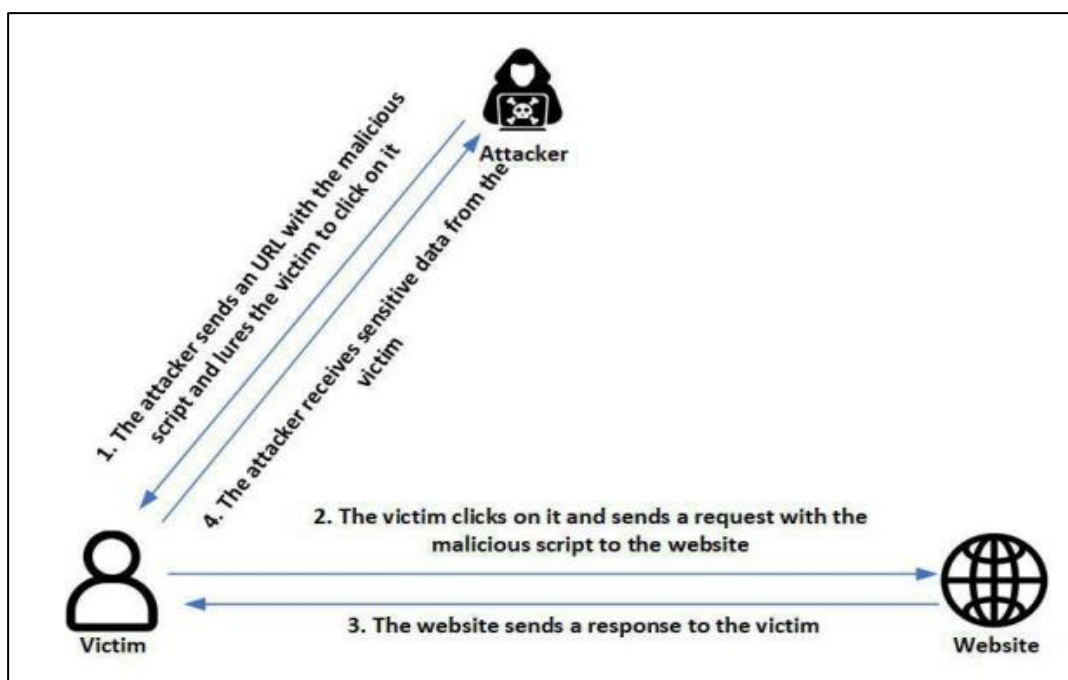 Attacker
1. The attacker sends an URL with the malicious
script and lures the victim to click on it
4. The attacker receives sensitive data from the
victim
2. The victim clicks on it and sends a request with the
malicious script to the website
3. The website sends a response to the victim
Victim
Website